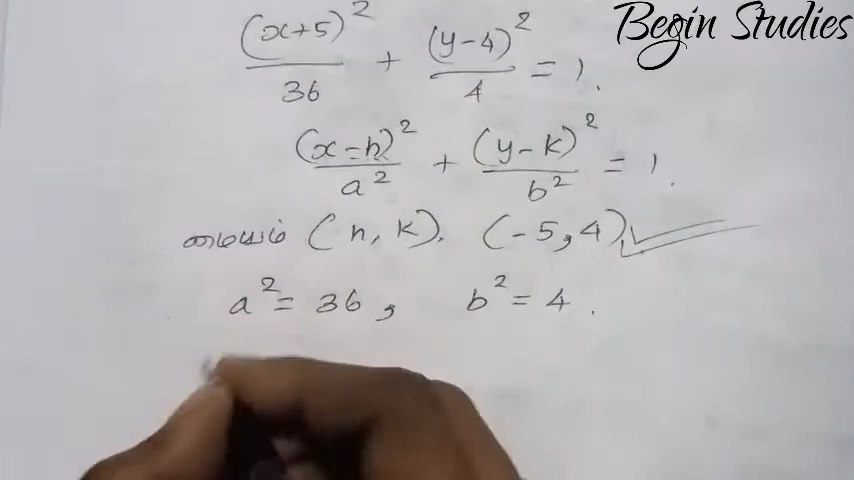 Begin Studies
(x+5)² / 36 + (y-4)² / 4 = 1.
(x-h)² / a² + (y-k)² / b² = 1.
மையம் (h, k). (-5, 4)
a² = 36, b² = 4.